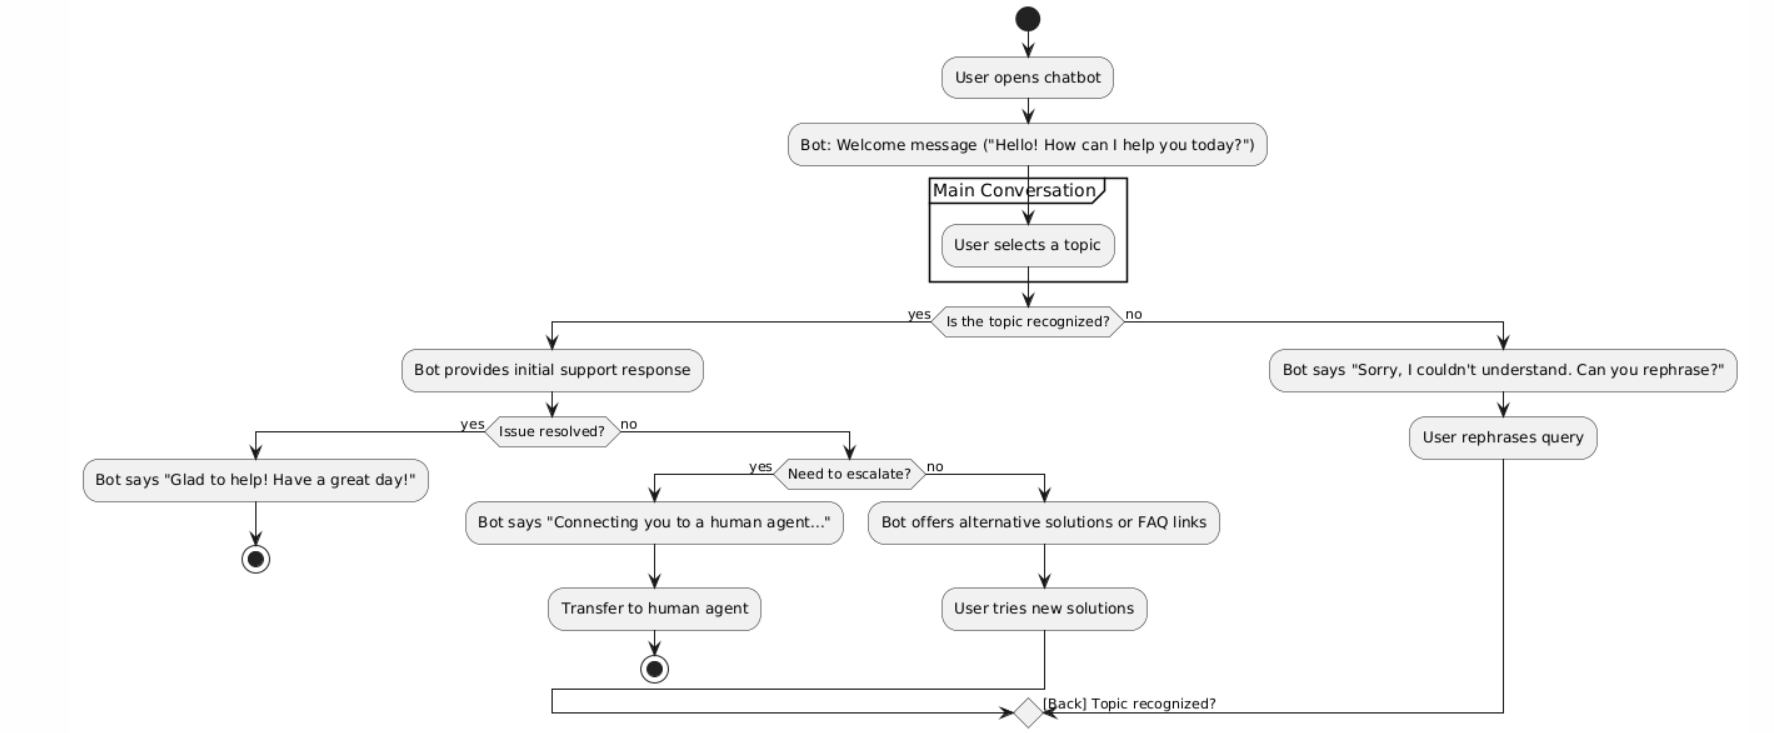 User opens chatbot
Bot: Welcome message ("Hello! How can I help you today?")
Main Conversation
User selects a topic
yes
Is the topic recognized?
no
Bot provides initial support response
Bot says "Sorry, I couldn't understand. Can you rephrase?"
yes
Issue resolved?
no
User rephrases query
Bot says "Glad to help! Have a great day!"
yes
Need to escalate?
no
Bot says "Connecting you to a human agent..."
Bot offers alternative solutions or FAQ links
Transfer to human agent
User tries new solutions
[Back] Topic recognized?